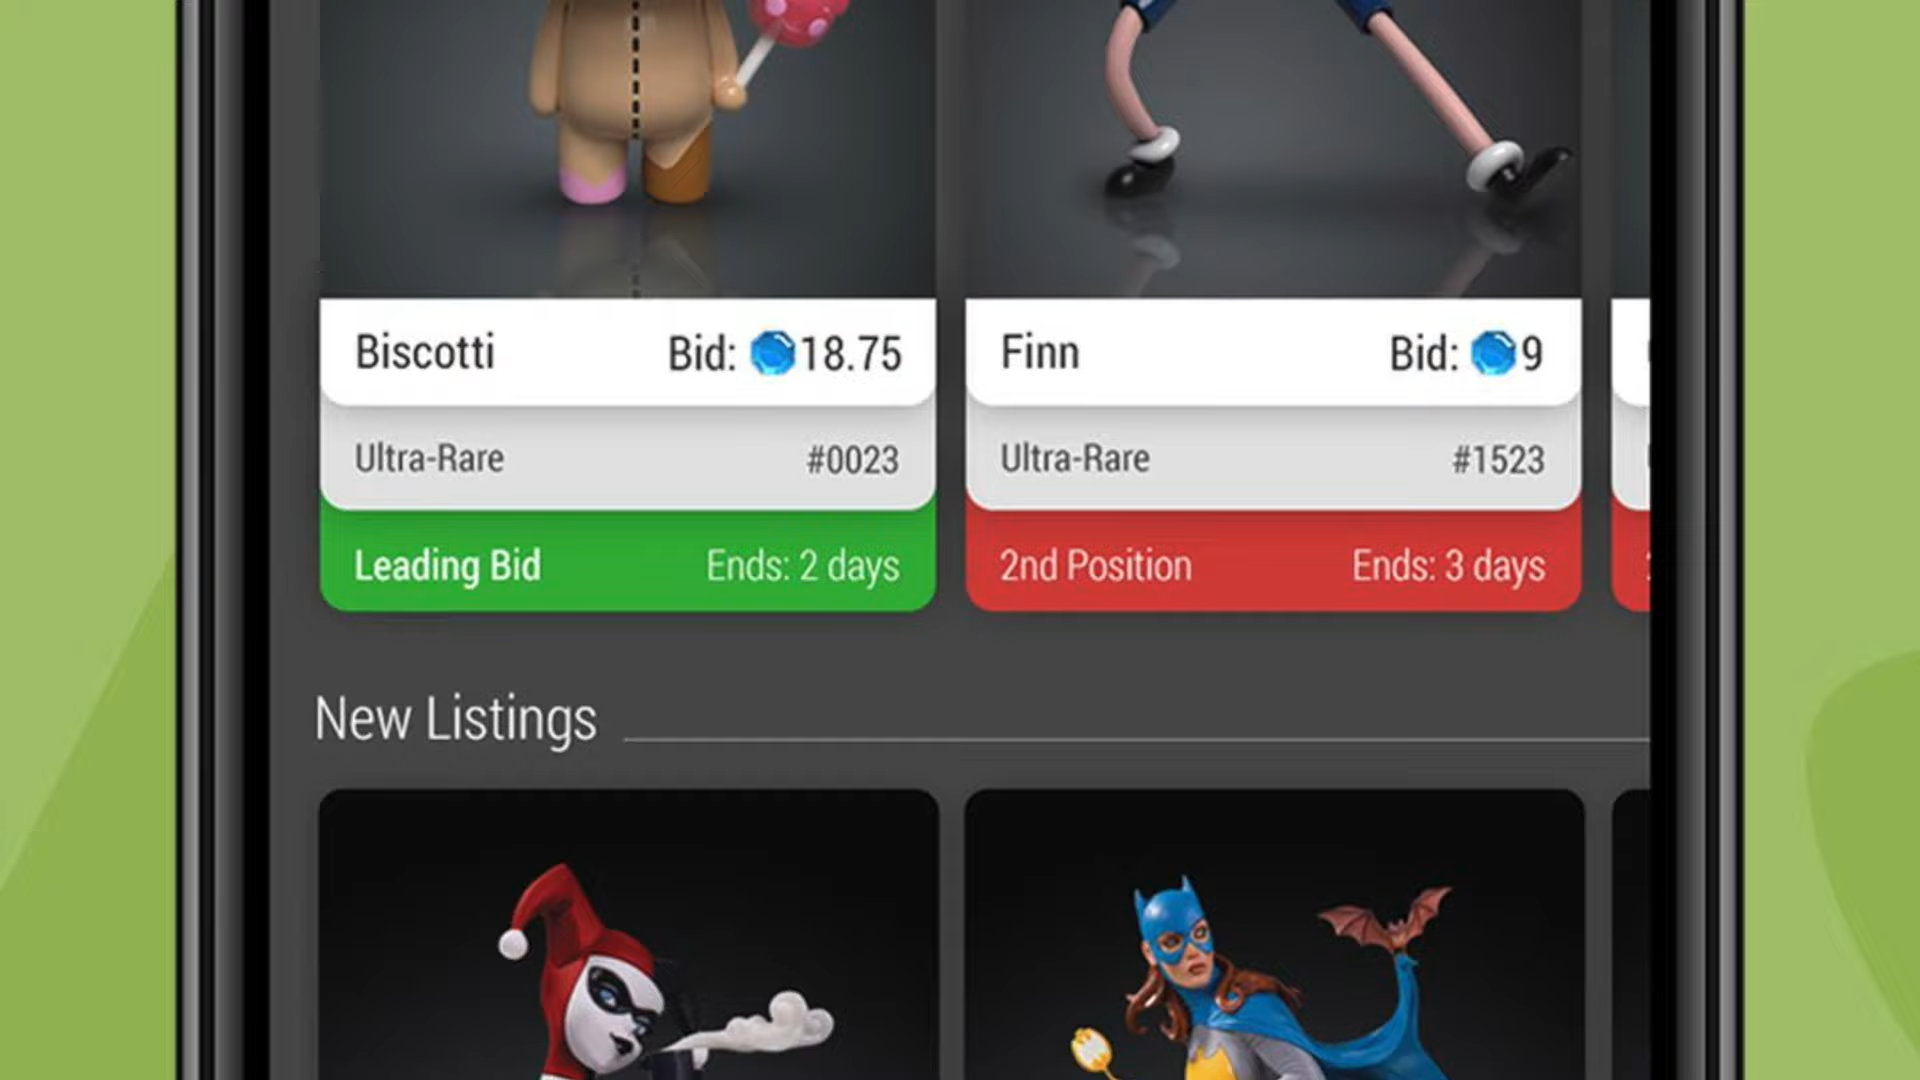 Biscotti Bid: 18.75
Finn Bid: 9
Ultra-Rare #0023
Ultra-Rare #1523
Leading Bid Ends: 2 days
2nd Position Ends: 3 days
New Listings